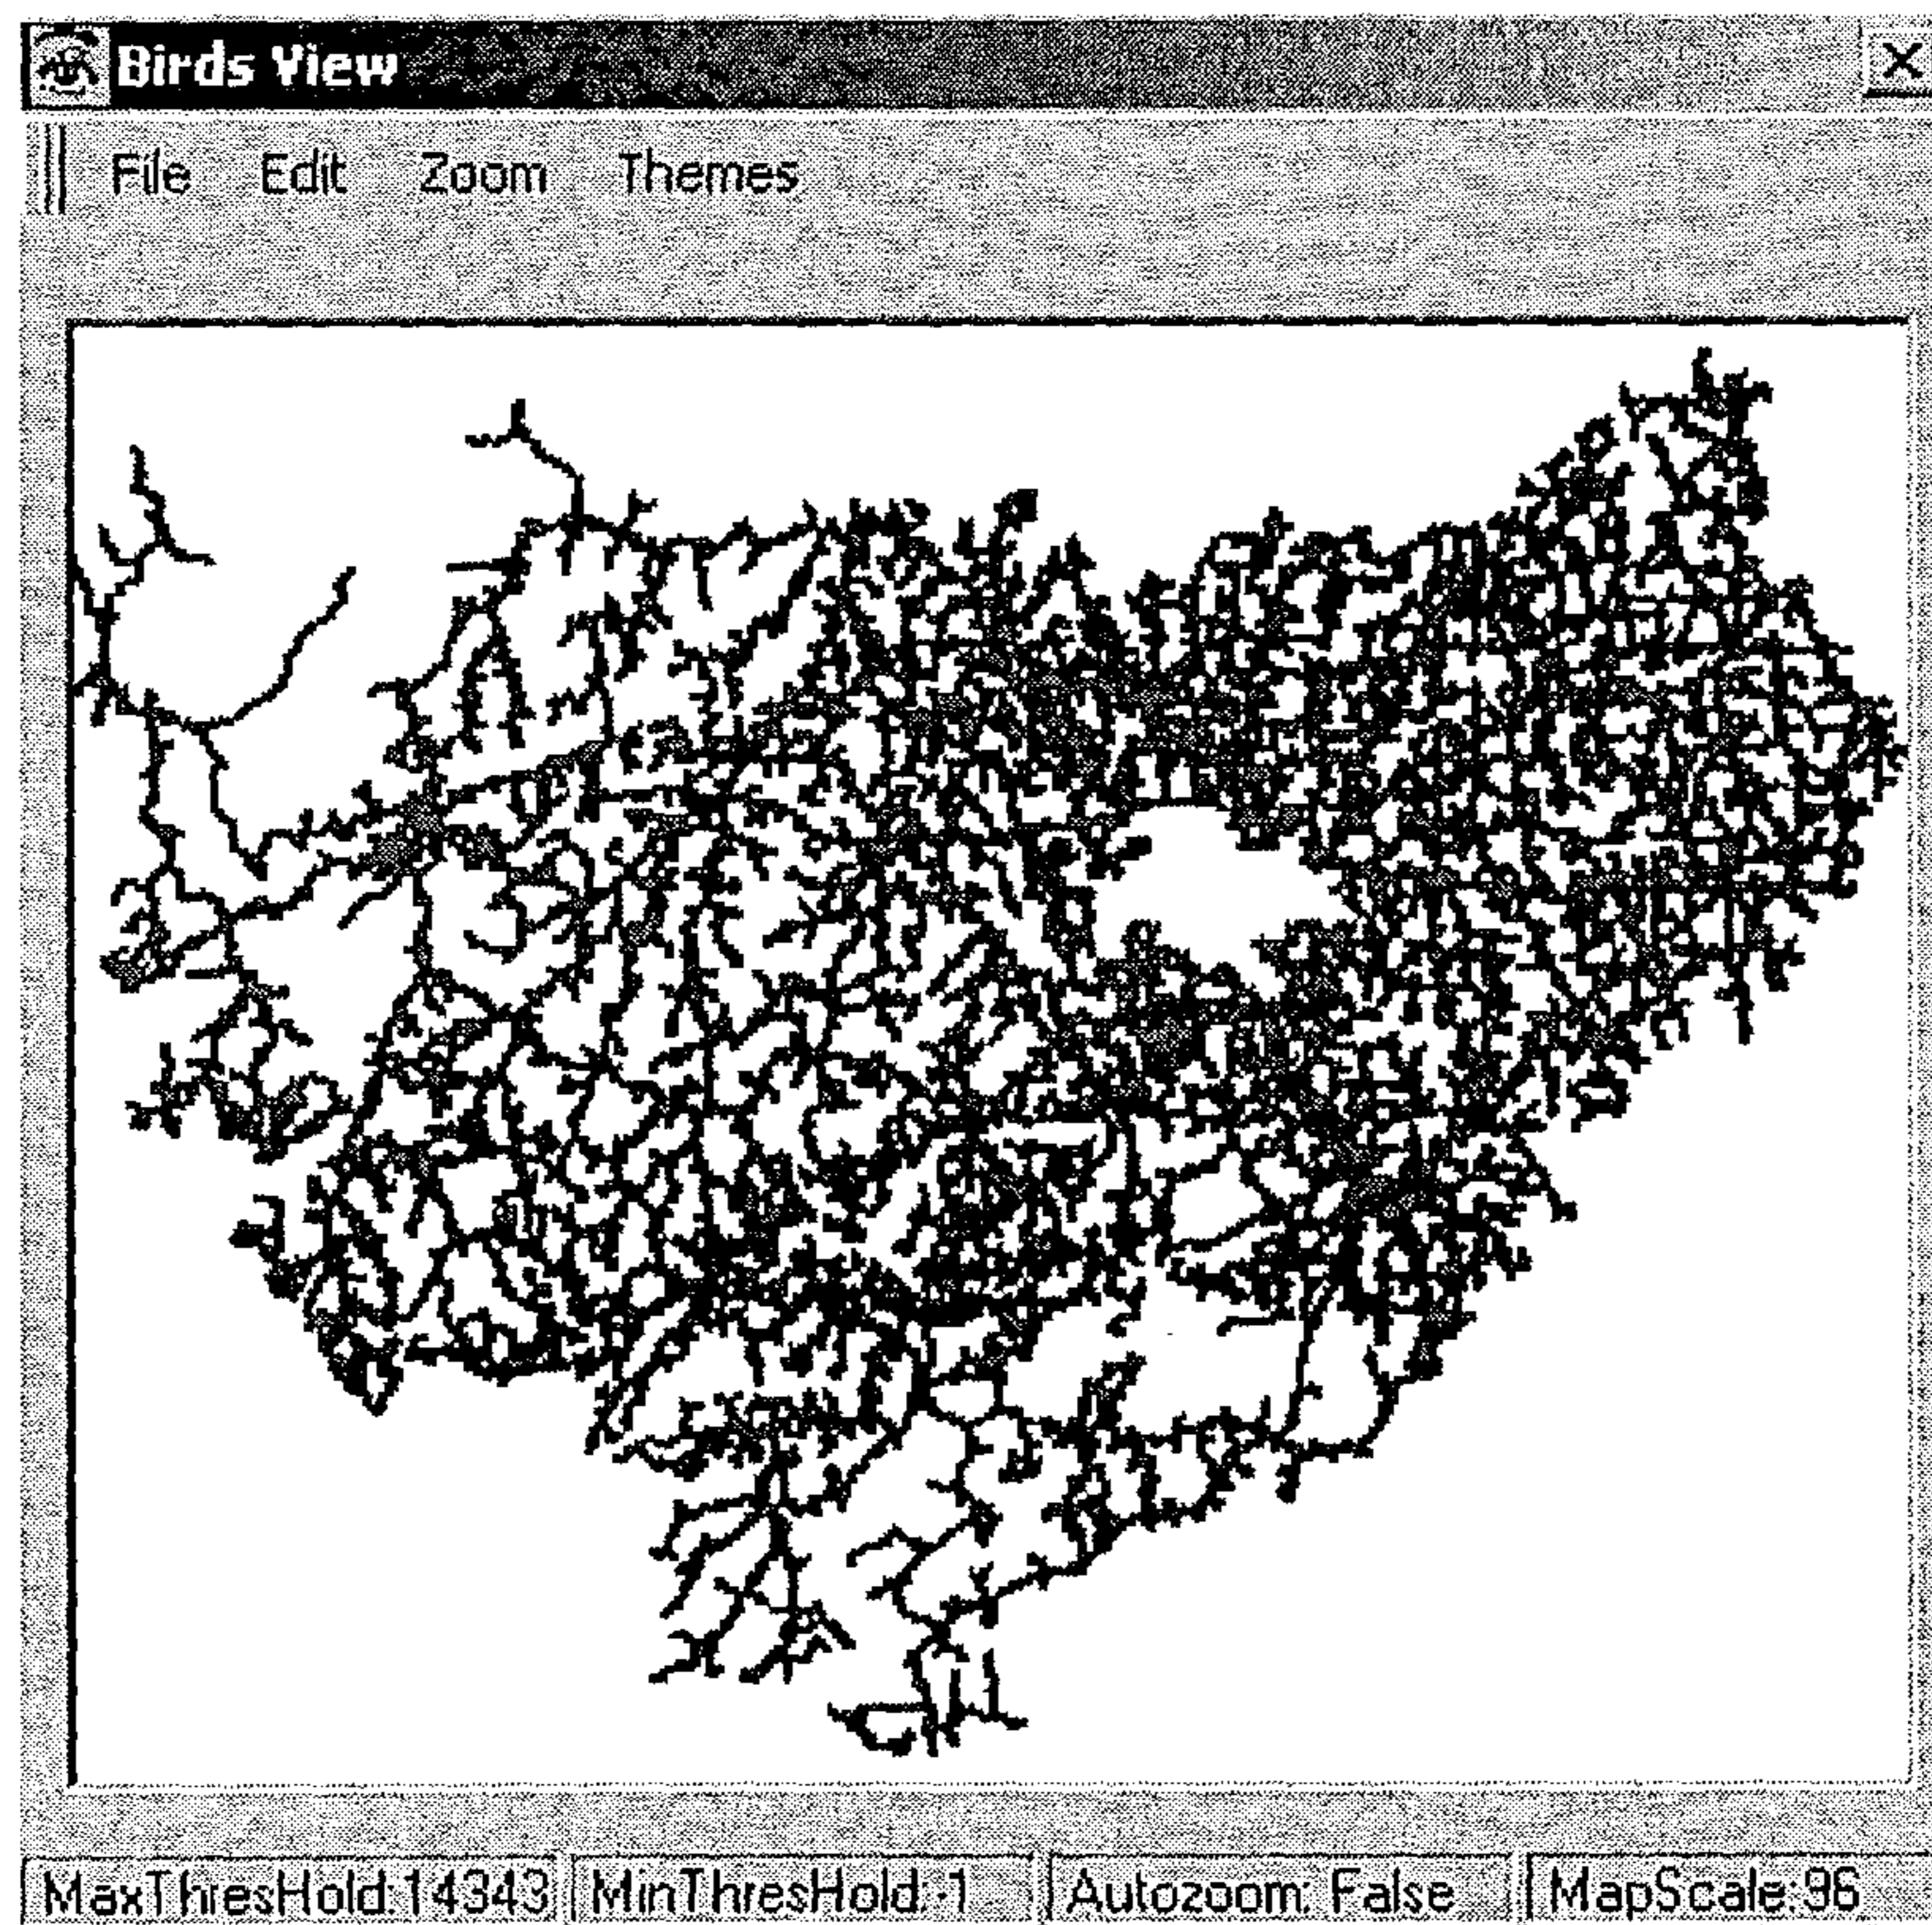 Birds View
File Edit Zoom Themes
MaxThresHold:14343 MinThresHold:-1 Autozoom: False MapScale:96